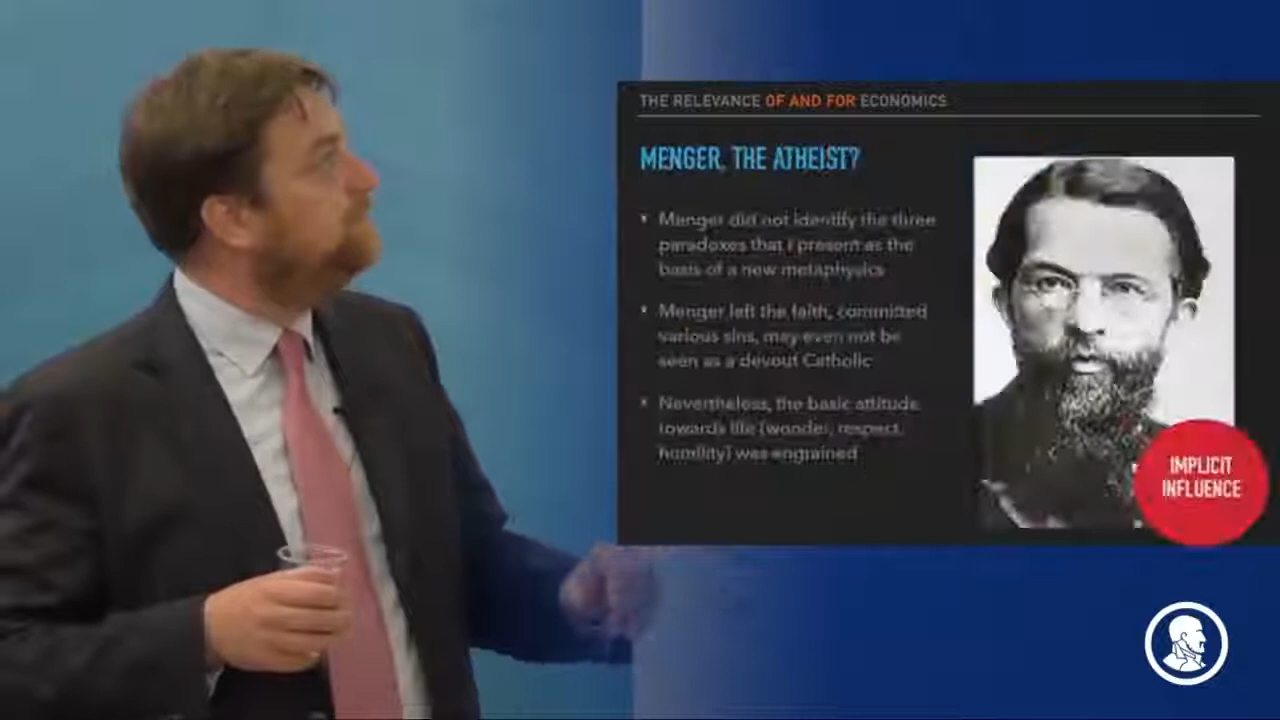 THE RELEVANCE OF AND FOR ECONOMICS
MENGER, THE ATHEIST?
• Menger did not identify the three
paradoxes that I present as the
basis of a new metaphysics
• Menger left the faith, committed
various sins, may even not be
seen as a devout Catholic
• Nevertheless, the basic attitude
towards life (wonder, respect,
humility) was engrained
IMPLICIT
INFLUENCE